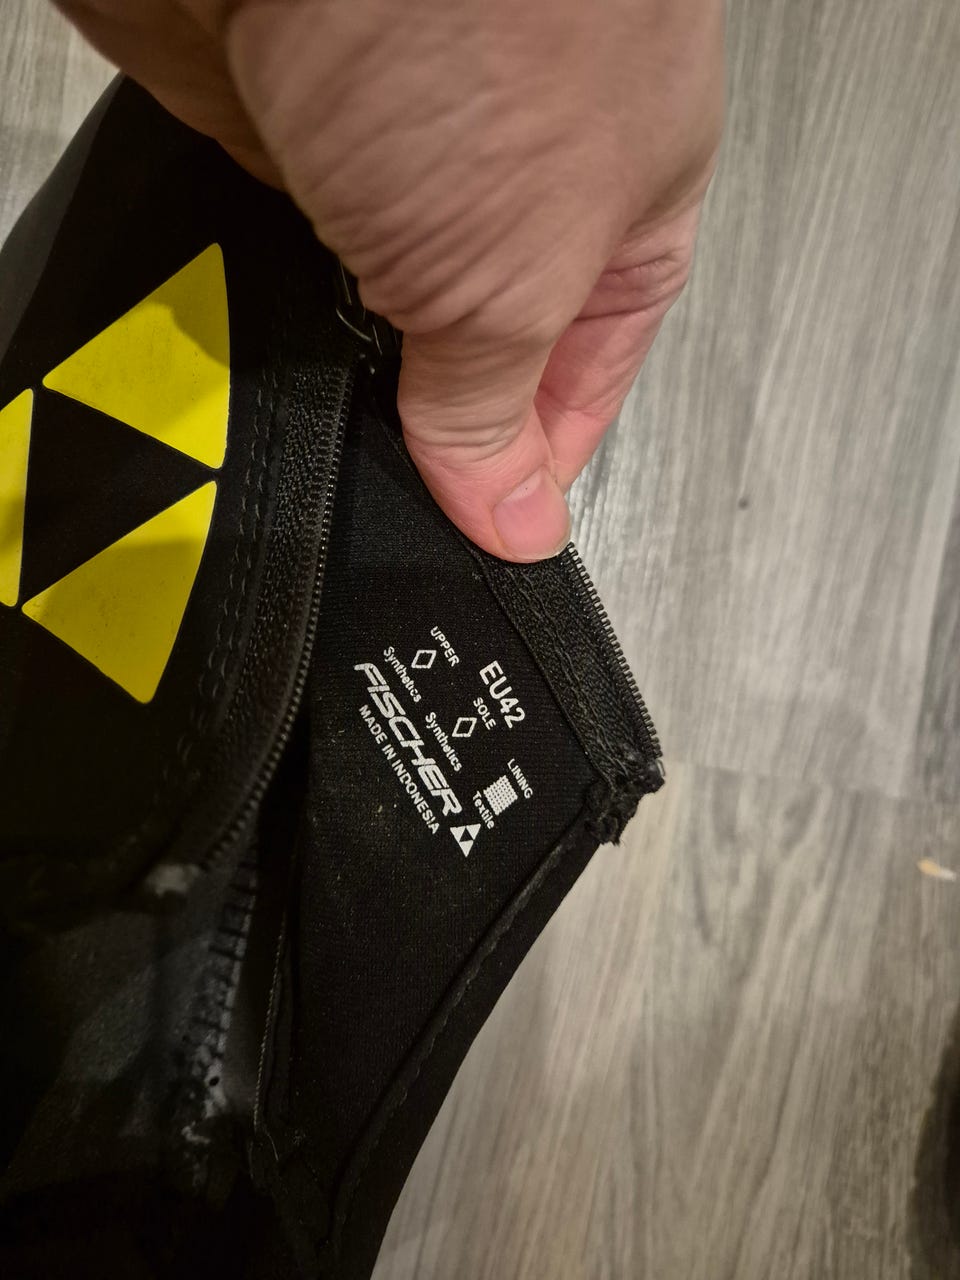 EU42
UPPER SOLE LINING
Synthetics Synthetics Textile
FISCHER
MADE IN INDONESIA